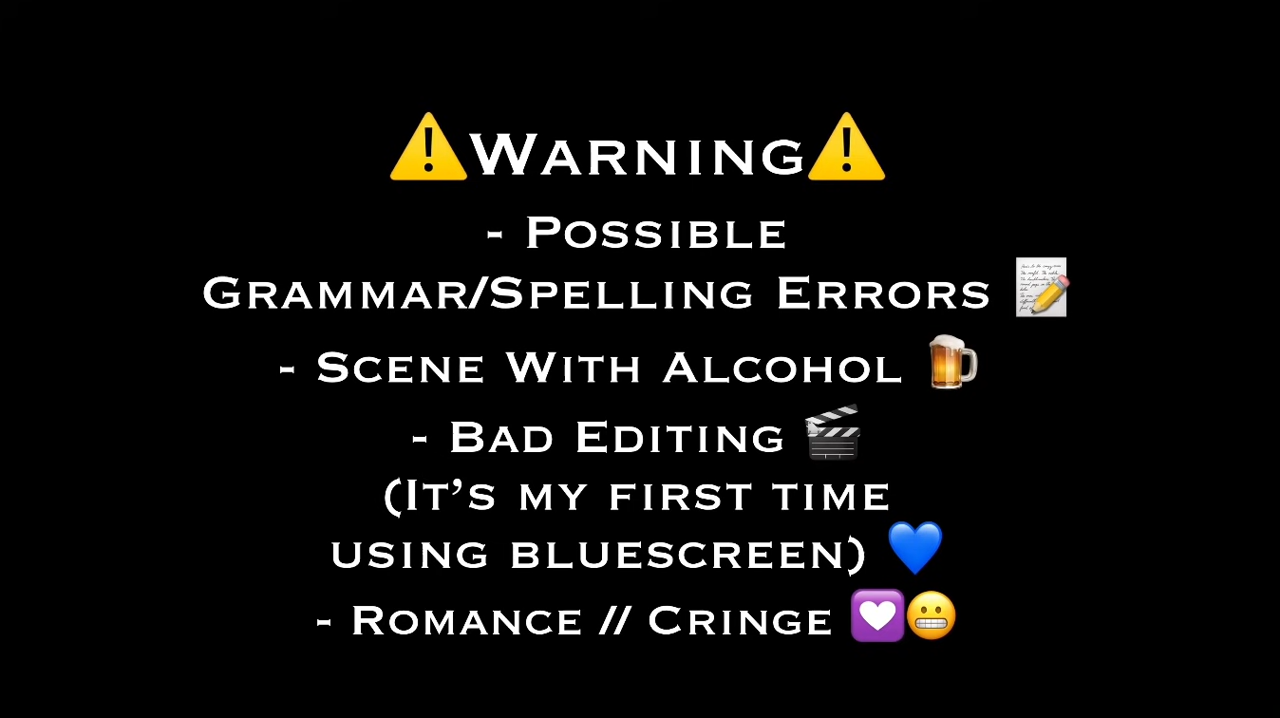 ⚠️Warning⚠️
- Possible
Grammar/Spelling Errors 📝
- Scene With Alcohol 🍺
- Bad Editing 🎬
(It’s my first time
using bluescreen) 💙
- Romance // Cringe 💟😬